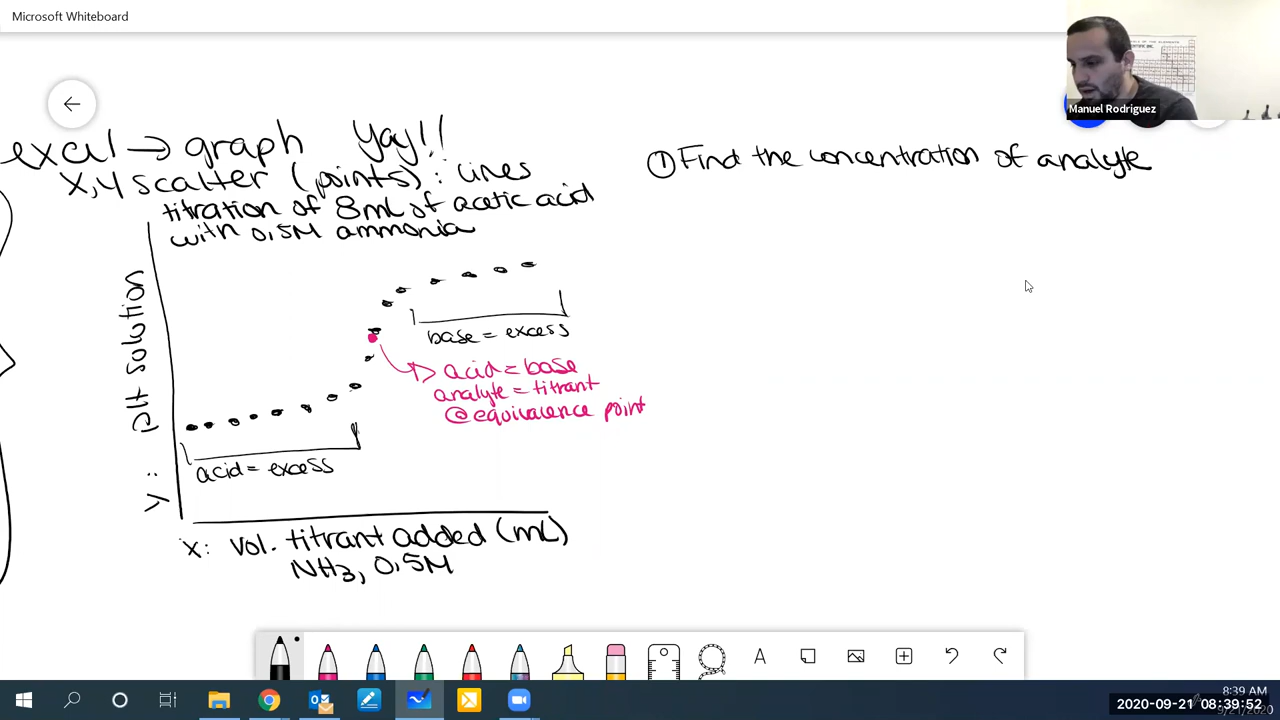 Microsoft Whiteboard
Manuel Rodriguez
excel → graph Yay!!
X,Y scatter (points): lines
titration of 8mL of acetic acid
with 0.5M ammonia
① Find the concentration of analyte
Y: pH solution
base = excess
acid = base
analyte = titrant
@equivalence point
acid = excess
X: Vol. titrant added (mL)
NH3, 0.5M
A
8:39 AM
2020-09-21 08:39:52